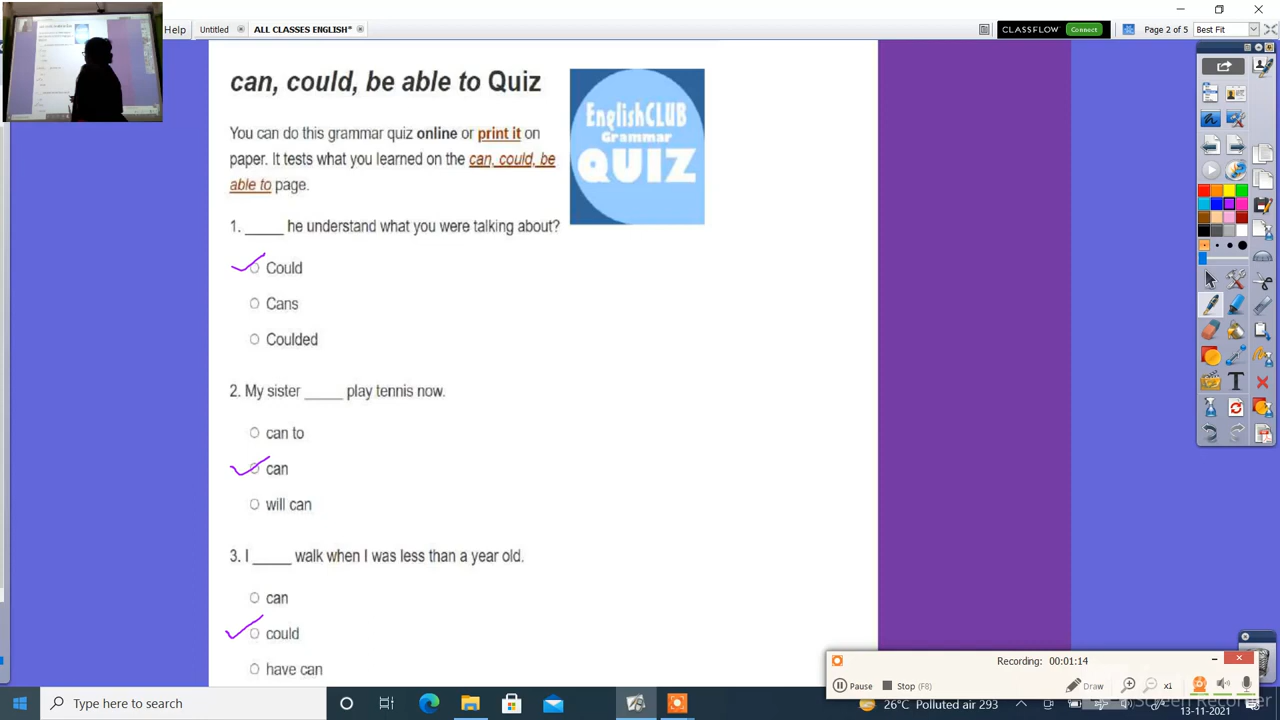 Help
Untitled
ALL CLASSES ENGLISH*
CLASSFLOW
Connect
Page 2 of 5
Best Fit
can, could, be able to Quiz
EnglishCLUB
Grammar
QUIZ
You can do this grammar quiz online or print it on
paper. It tests what you learned on the can, could, be
able to page.
1. _____ he understand what you were talking about?
Could
Cans
Coulded
2. My sister _____ play tennis now.
can to
can
will can
3. I _____ walk when I was less than a year old.
can
could
have can
Recording: 00:01:14
Pause
Stop (F8)
Draw
x1
Type here to search
26°C Polluted air 293
13-11-2021
Screen Recorder